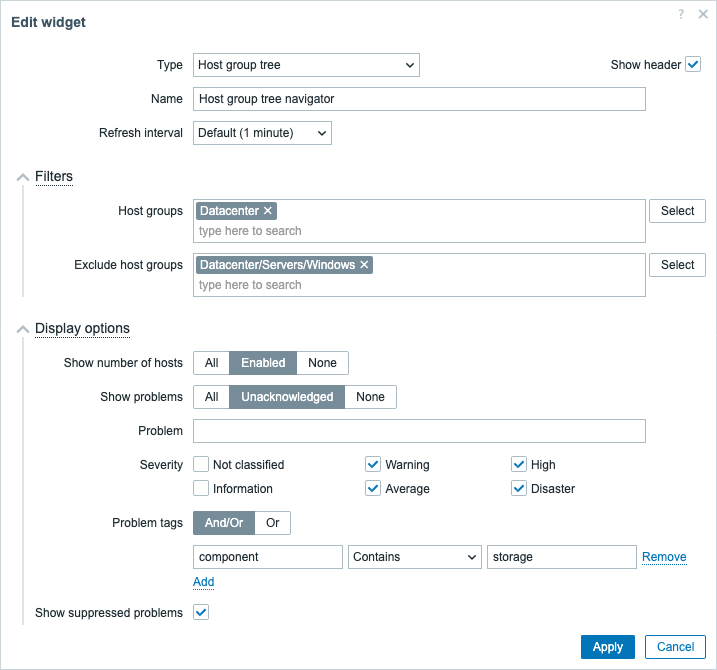 Edit widget ? ×
Type Host group tree Show header
Name Host group tree navigator
Refresh interval Default (1 minute)
Filters
Host groups Datacenter × Select
type here to search
Exclude host groups Datacenter/Servers/Windows × Select
type here to search
Display options
Show number of hosts All Enabled None
Show problems All Unacknowledged None
Problem
Severity Not classified Warning High
Information Average Disaster
Problem tags And/Or Or
component Contains storage Remove
Add
Show suppressed problems
Apply Cancel